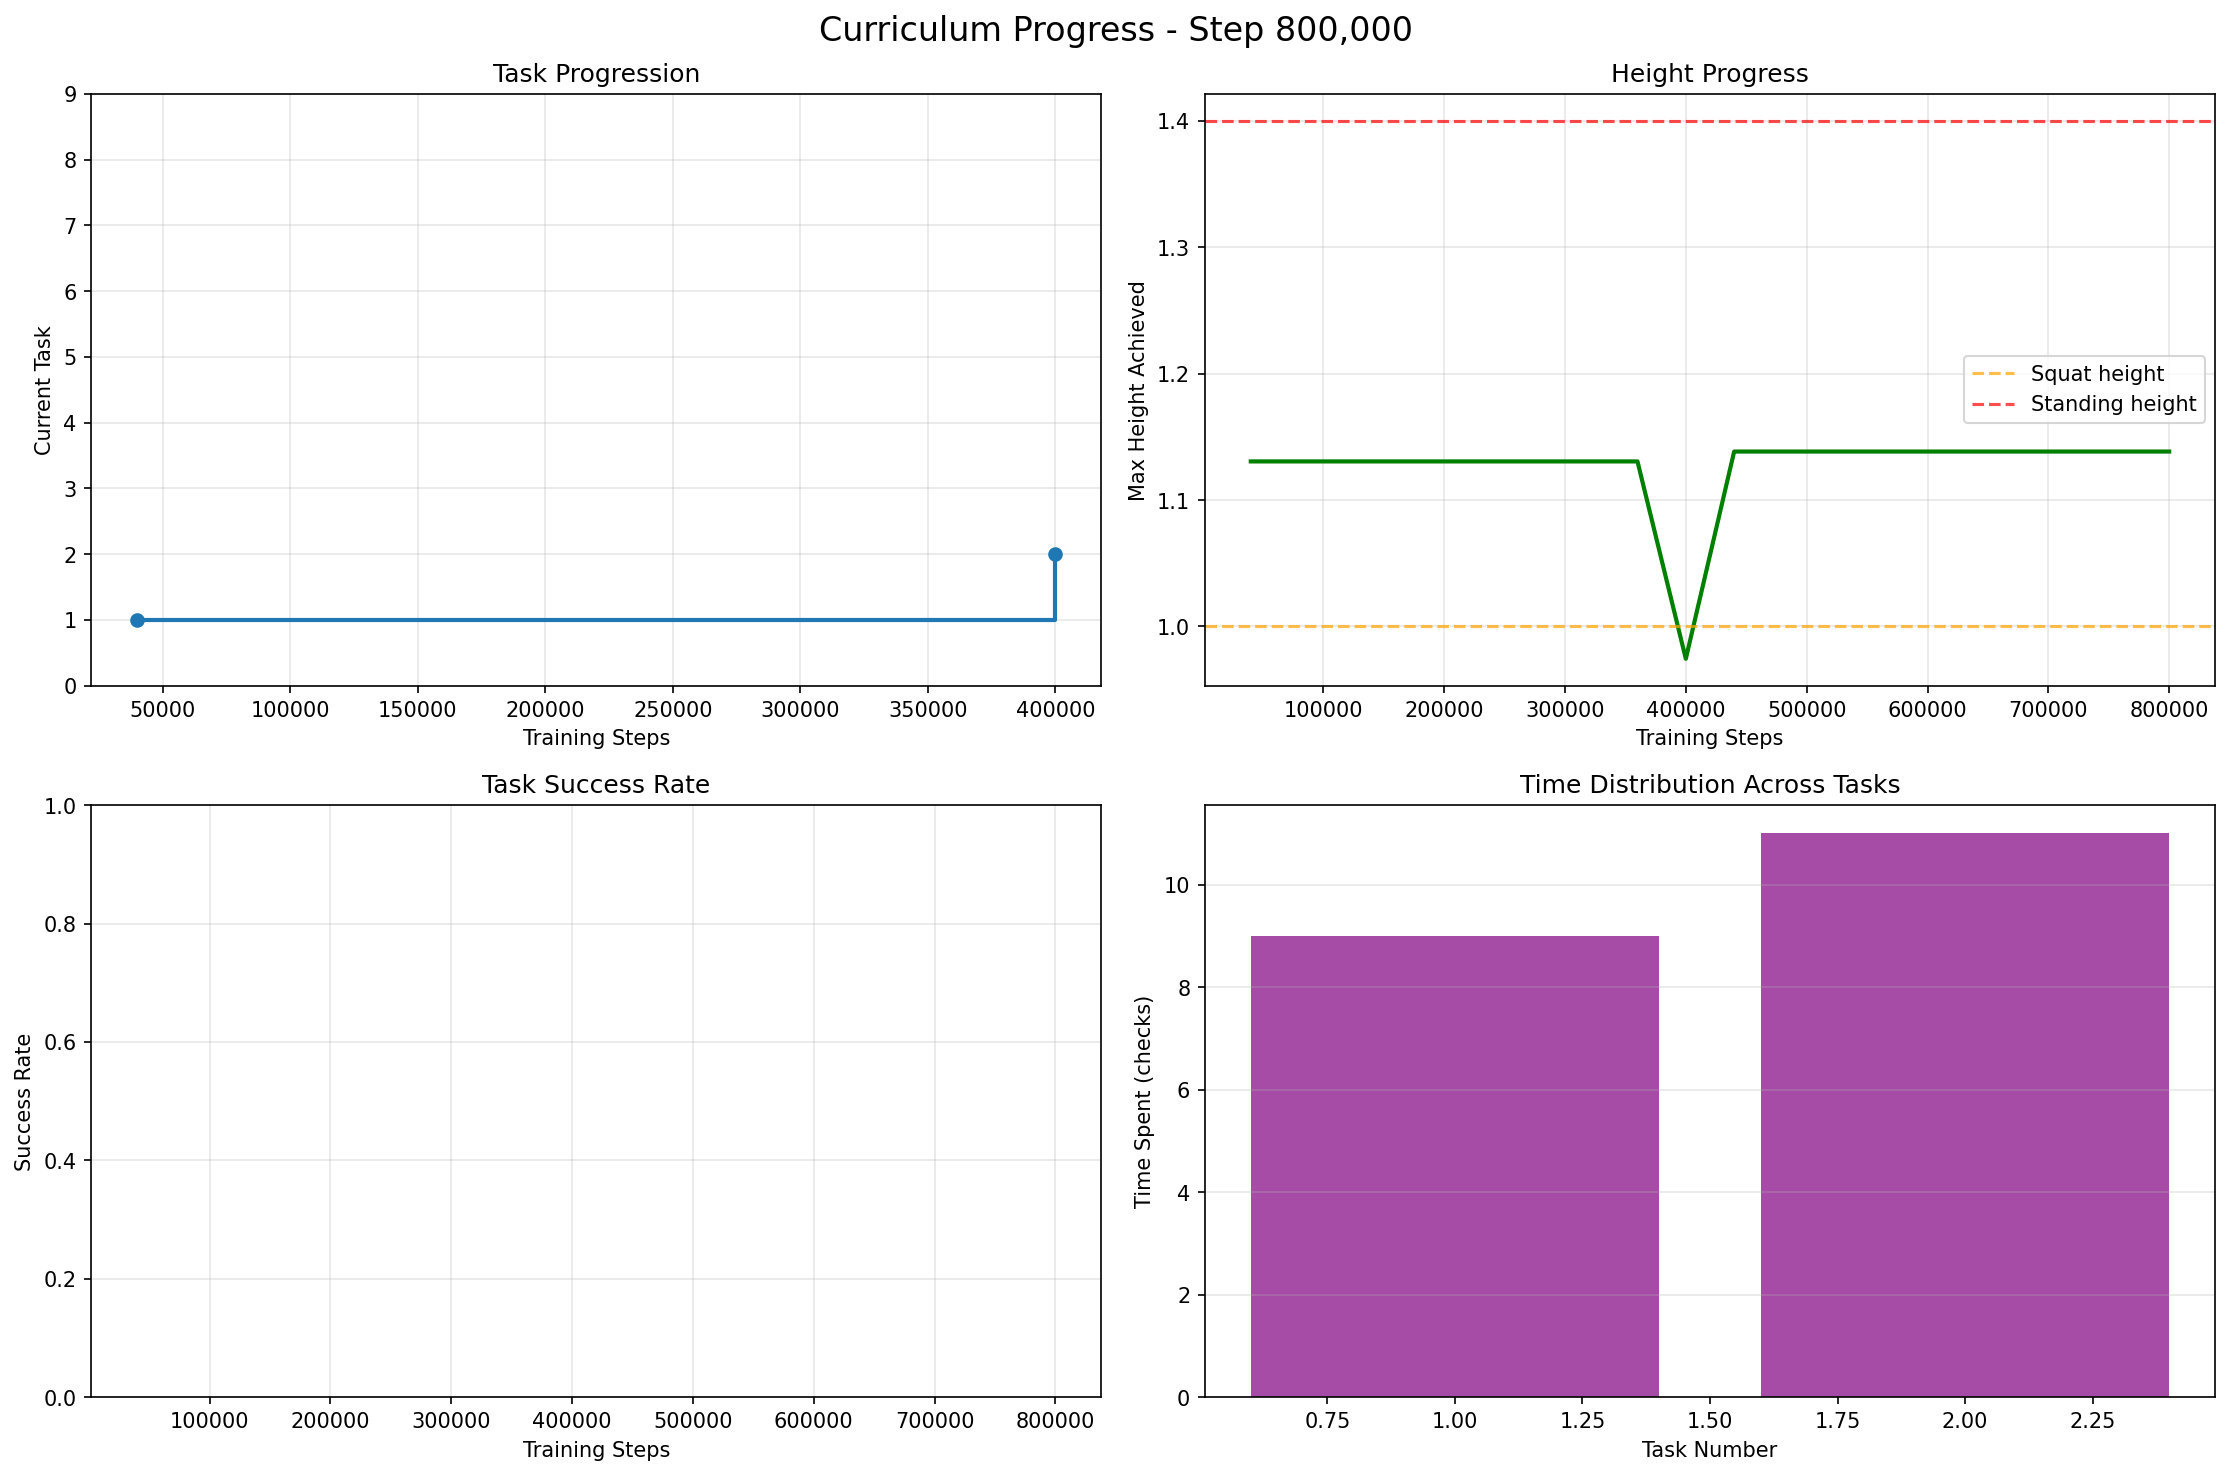 Curriculum Progress - Step 800,000
Task Progression
9
8
7
6
5
4
3
2
1
0
Current Task
50000 100000 150000 200000 250000 300000 350000 400000
Training Steps
Height Progress
1.4
1.3
1.2
1.1
1.0
Max Height Achieved
Squat height
Standing height
100000 200000 300000 400000 500000 600000 700000 800000
Training Steps
Task Success Rate
1.0
0.8
0.6
0.4
0.2
0.0
Success Rate
100000 200000 300000 400000 500000 600000 700000 800000
Training Steps
Time Distribution Across Tasks
10
8
6
4
2
0
Time Spent (checks)
0.75 1.00 1.25 1.50 1.75 2.00 2.25
Task Number